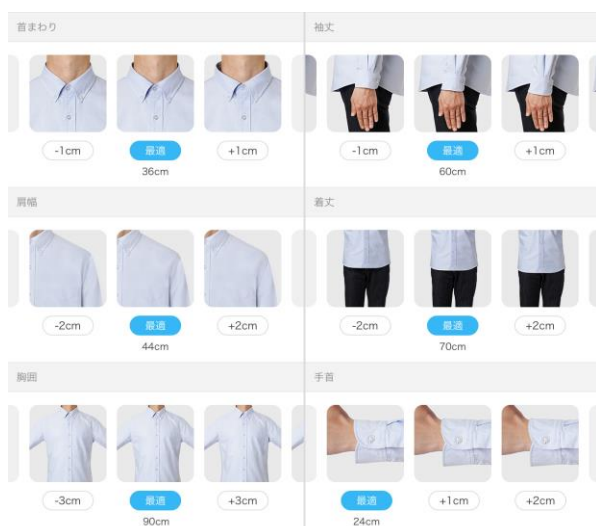 首まわり
-1cm 最適 +1cm
36cm
袖丈
-1cm 最適 +1cm
60cm
肩幅
-2cm 最適 +2cm
44cm
着丈
-2cm 最適 +2cm
70cm
胸囲
-3cm 最適 +3cm
90cm
手首
最適 +1cm +2cm
24cm